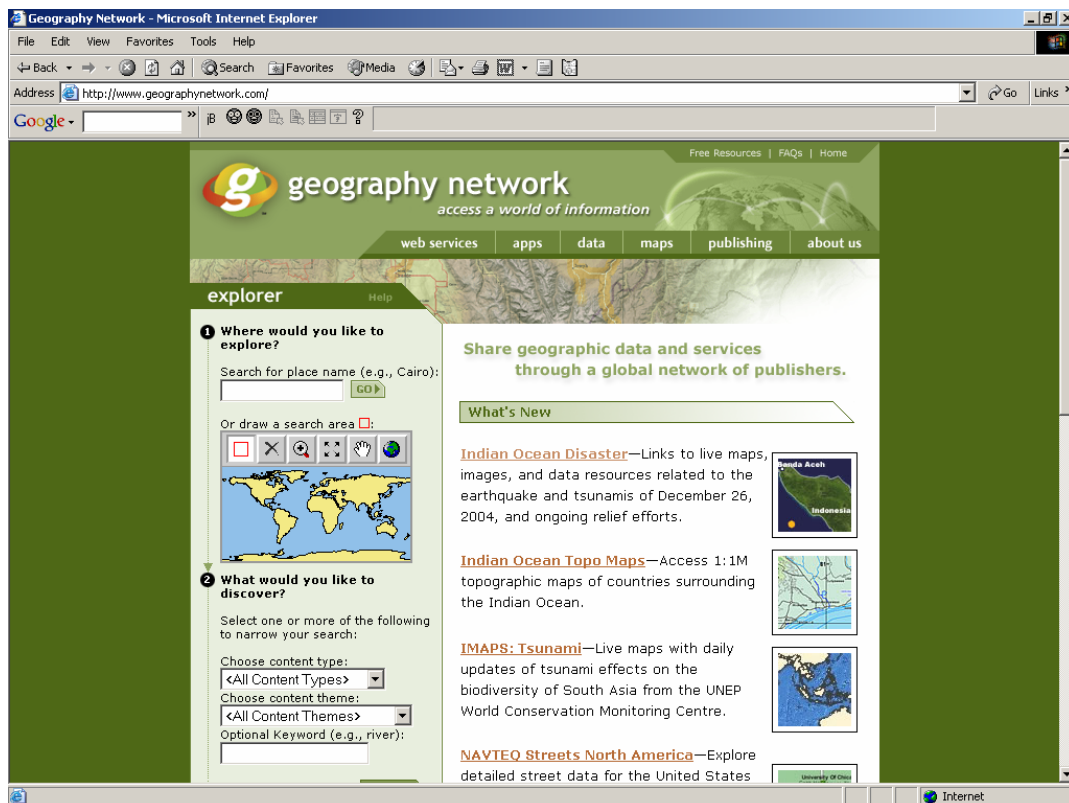 Geography Network - Microsoft Internet Explorer
File Edit View Favorites Tools Help
Back Search Favorites Media
Address http://www.geographynetwork.com/ Go Links
Google
Free Resources | FAQs | Home
g geography network
access a world of information
web services apps data maps publishing about us
explorer Help
1 Where would you like to
explore?
Search for place name (e.g., Cairo):
GO
Or draw a search area :
2 What would you like to
discover?
Select one or more of the following
to narrow your search:
Choose content type:
<All Content Types>
Choose content theme:
<All Content Themes>
Optional Keyword (e.g., river):
Share geographic data and services
through a global network of publishers.
What's New
Indian Ocean Disaster—Links to live maps,
images, and data resources related to the
earthquake and tsunamis of December 26,
2004, and ongoing relief efforts.
Banda Aceh
Indonesia
Indian Ocean Topo Maps—Access 1:1M
topographic maps of countries surrounding
the Indian Ocean.
IMAPS: Tsunami—Live maps with daily
updates of tsunami effects on the
biodiversity of South Asia from the UNEP
World Conservation Monitoring Centre.
NAVTEQ Streets North America—Explore
detailed street data for the United States
Internet